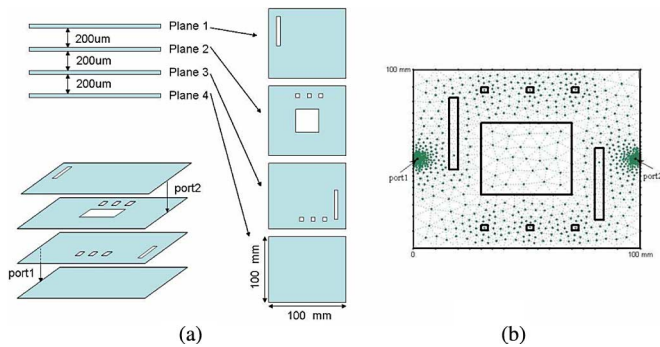 Plane 1
200um
Plane 2
200um
Plane 3
200um
Plane 4
port2
port1
100 mm
100 mm
(a)
100 mm
port1
port2
0
100 mm
(b)